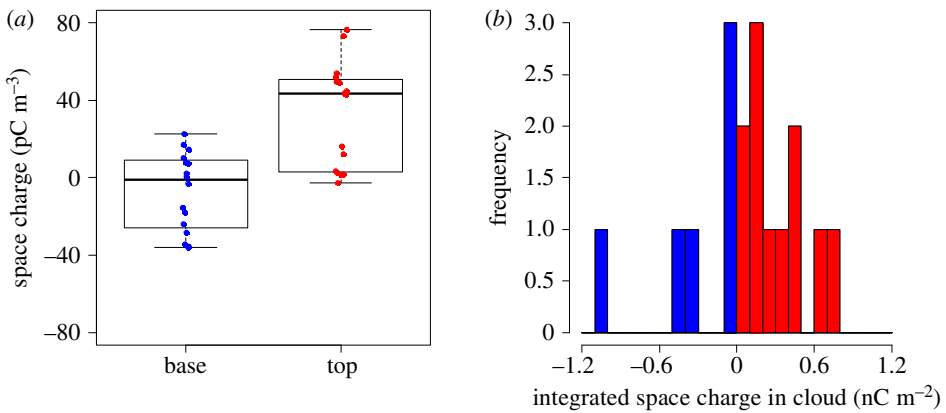 (a)
space charge (pC m⁻³)
80
40
0
–40
–80
base
top
(b)
frequency
3.0
2.5
2.0
1.5
1.0
0.5
0
–1.2
–0.6
0
0.6
1.2
integrated space charge in cloud (nC m⁻²)